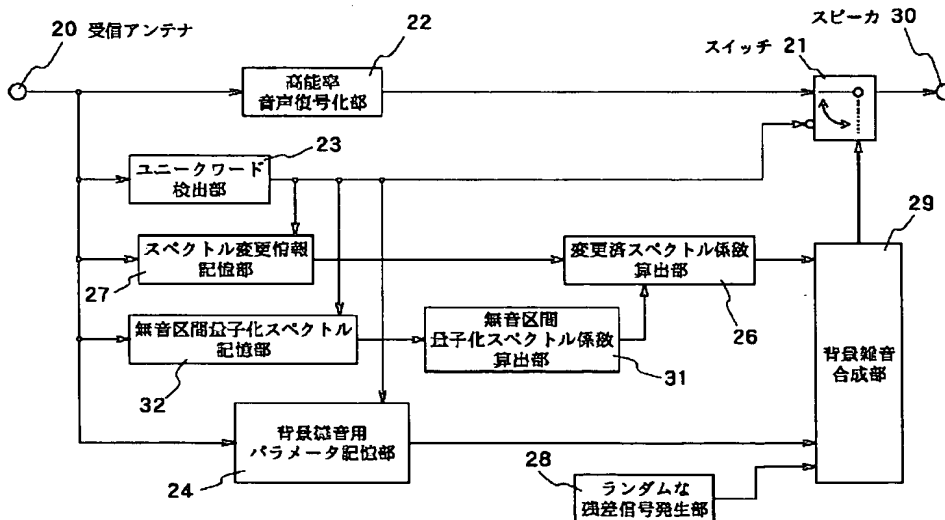 20 受信アンテナ
22
スピーカ 30
スイッチ 21
高能率
音声復号化部
23
ユニークワード
検出部
29
スペクトル変更情報
記憶部
27
変更済スペクトル係数
算出部
26
無音区間量子化スペクトル
記憶部
32
無音区間
量子化スペクトル係数
算出部
31
背景雑音
合成部
背景雑音用
パラメータ記憶部
24
28
ランダムな
残差信号発生部